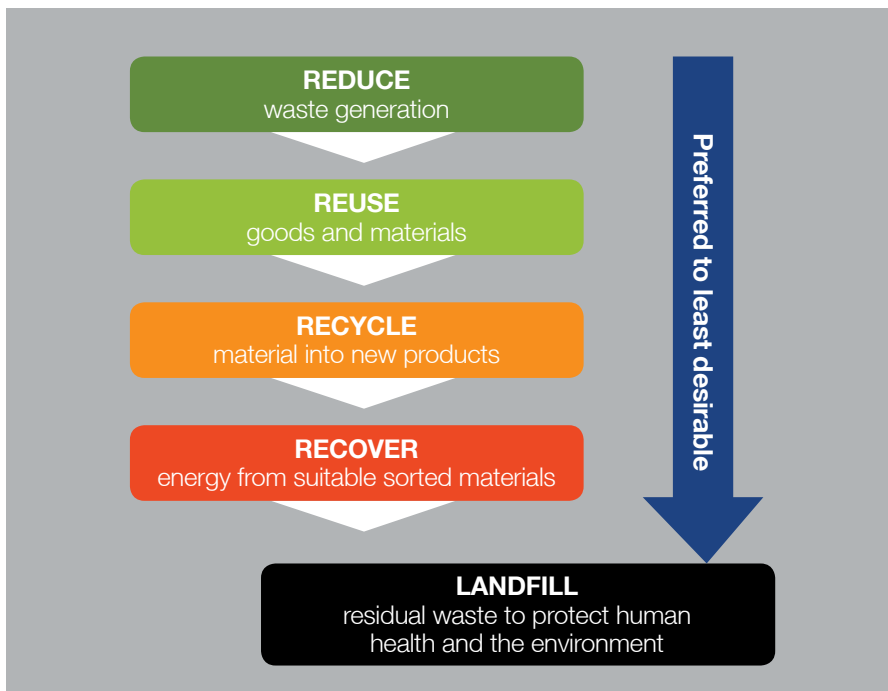 REDUCE
waste generation
REUSE
goods and materials
RECYCLE
material into new products
RECOVER
energy from suitable sorted materials
LANDFILL
residual waste to protect human
health and the environment
Preferred to least desirable